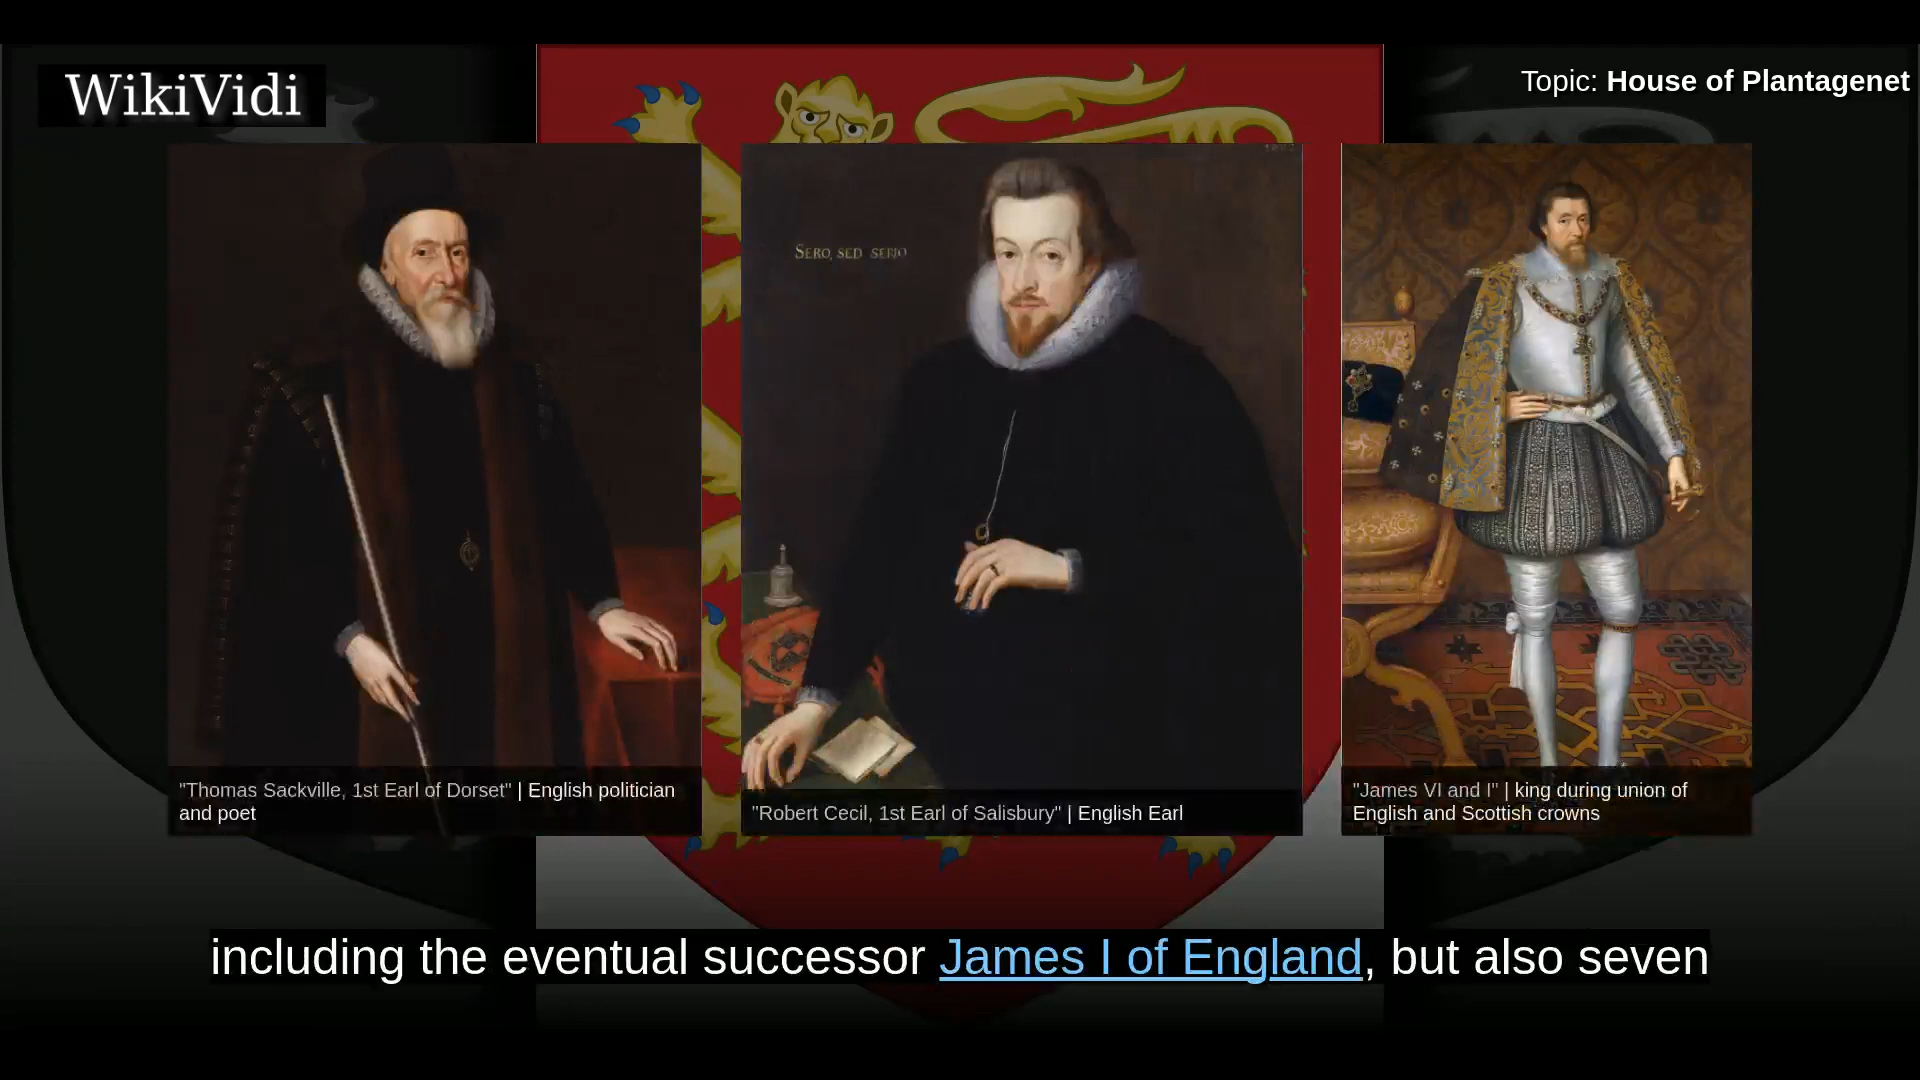 WikiVidi
Topic: House of Plantagenet
SERO, SED SERIO
"Thomas Sackville, 1st Earl of Dorset" | English politician
and poet
"Robert Cecil, 1st Earl of Salisbury" | English Earl
"James VI and I" | king during union of
English and Scottish crowns
including the eventual successor James I of England, but also seven